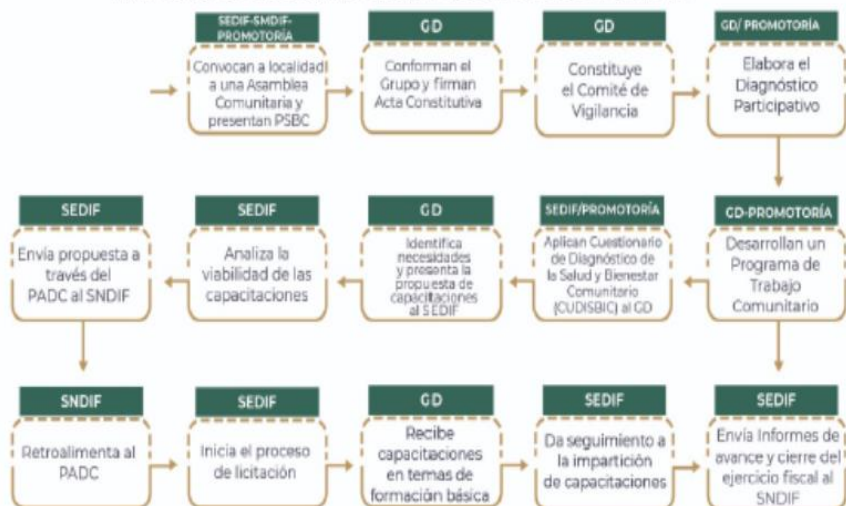 SEDIF-SMDIF-
PROMOTORÍA
Convocan a localidad
a una Asamblea
Comunitaria y
presentan PSBC
GD
Conforman el
Grupo y firman
Acta Constitutiva
GD
Constituye
el Comité de
Vigilancia
GD/ PROMOTORÍA
Elabora el
Diagnóstico
Participativo
GD-PROMOTORÍA
Desarrollan un
Programa de
Trabajo
Comunitario
SEDIF/PROMOTORÍA
Aplican Cuestionario
de Diagnóstico de
la Salud y Bienestar
Comunitario
(CUDISBIC) al GD
GD
Identifica
necesidades
y presenta la
propuesta de
capacitaciones
al SEDIF
SEDIF
Analiza la
viabilidad de las
capacitaciones
SEDIF
Envía propuesta a
través del
PADC al SNDIF
SNDIF
Retroalimenta al
PADC
SEDIF
Inicia el proceso
de licitación
GD
Recibe
capacitaciones
en temas de
formación básica
SEDIF
Da seguimiento a
la impartición
de capacitaciones
SEDIF
Envía Informes de
avance y cierre del
ejercicio fiscal al
SNDIF